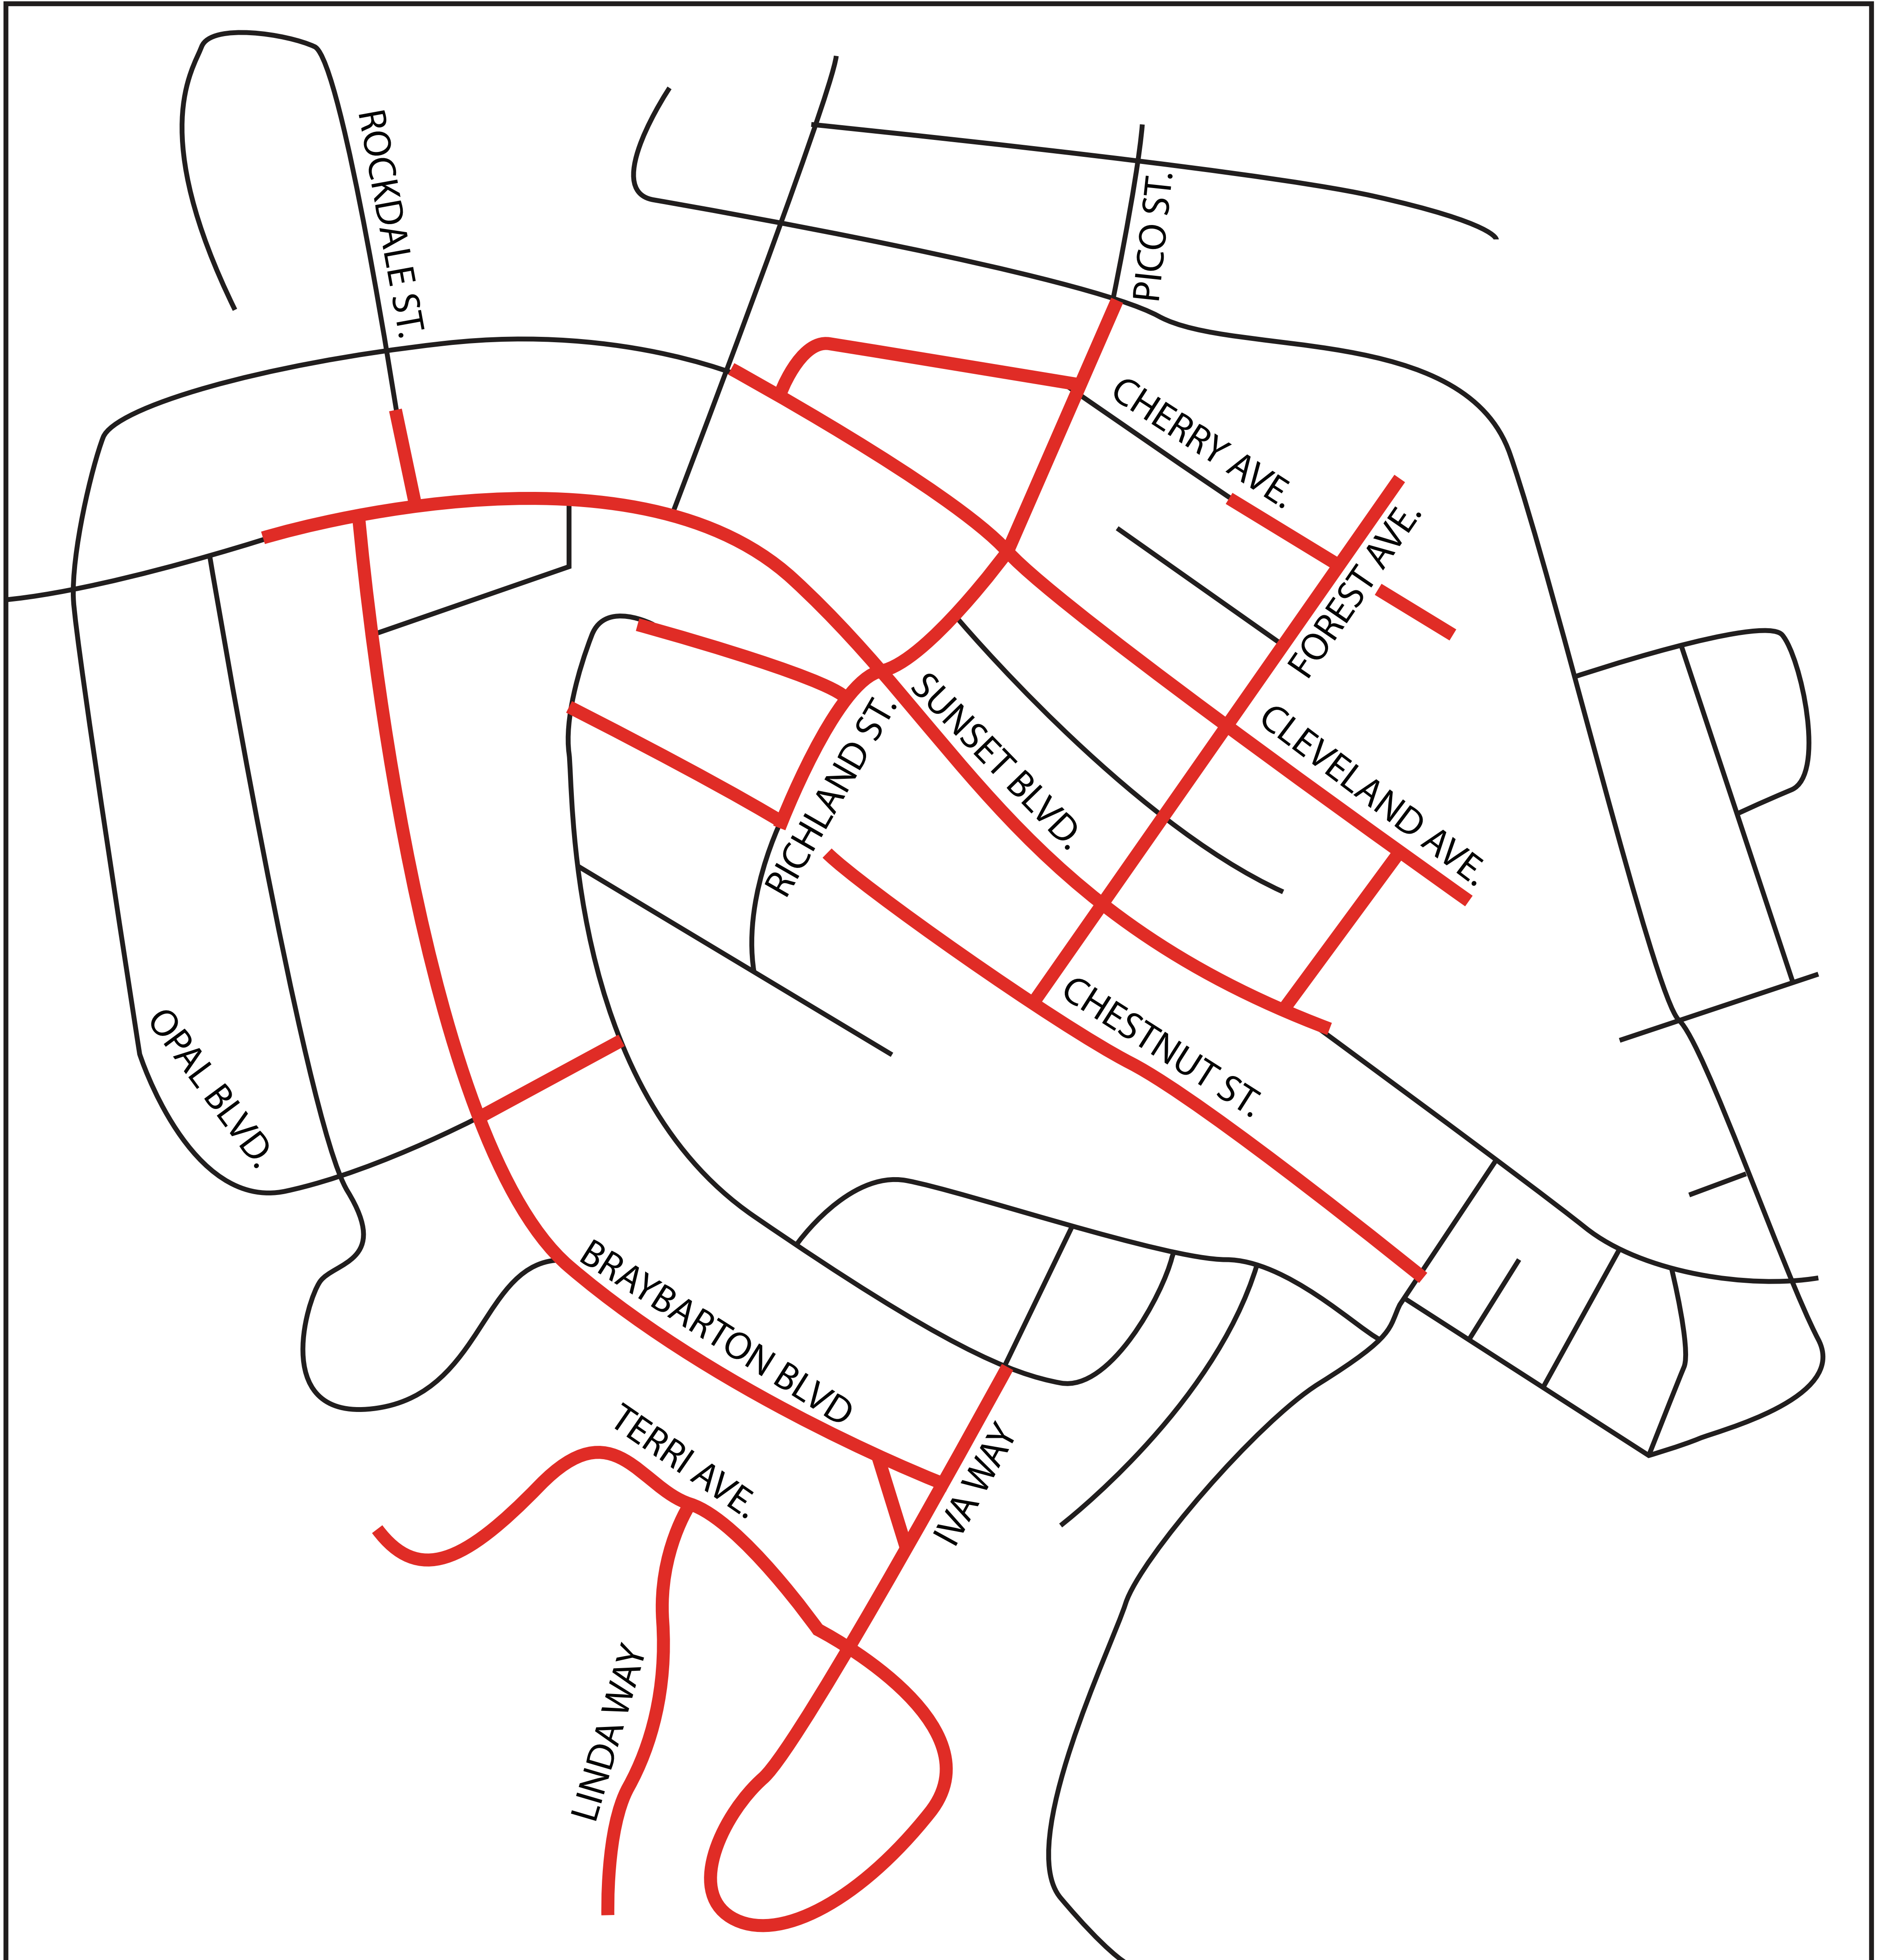 ROCKDALE ST.
PICO ST.
CHERRY AVE.
FOREST AVE.
SUNSET BLVD.
RICHLAND ST.
CLEVELAND AVE.
CHESTNUT ST.
OPAL BLVD.
BRAYBARTON BLVD
TERRI AVE.
IVA WAY
LINDA WAY